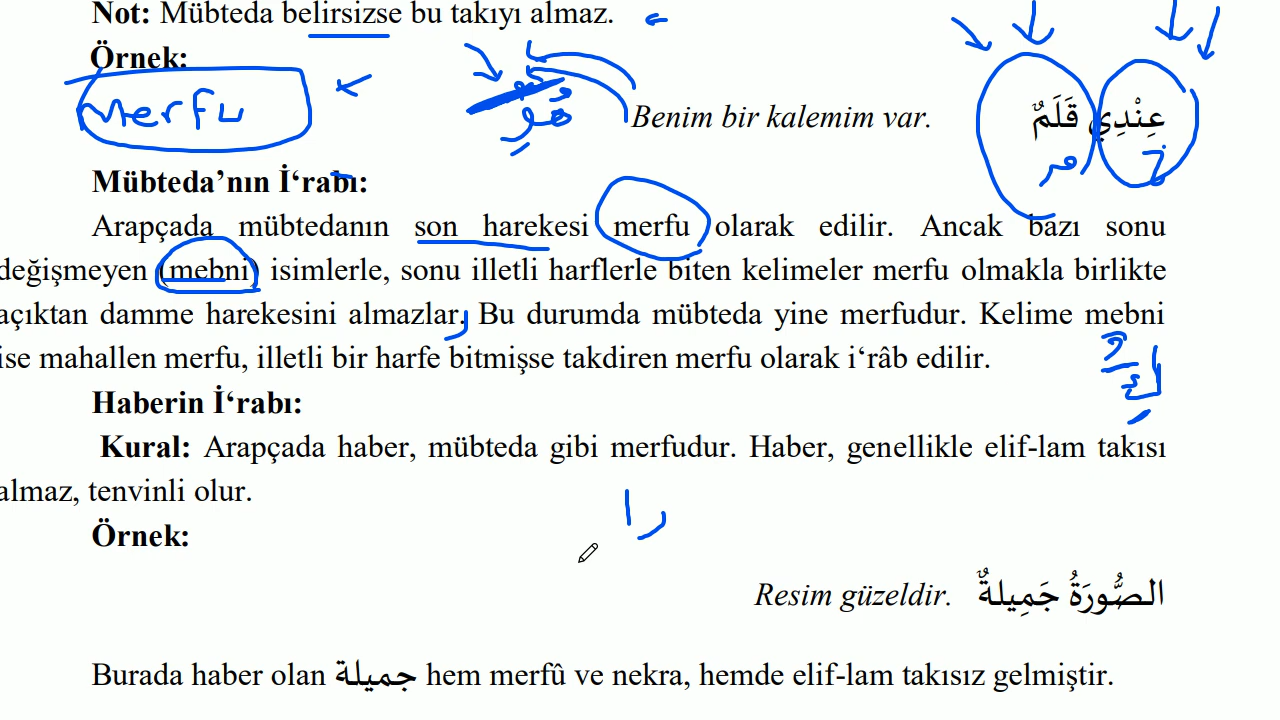 Not: Mübteda belirsizse bu takıyı almaz.
Örnek:
Merfu
Benim bir kalemim var. عِنْدِي قَلَمٌ
Mübteda’nın İ‘rabı:
Arapçada mübtedanın son harekesi merfu olarak edilir. Ancak bazı sonu
değişmeyen (mebni) isimlerle, sonu illetli harflerle biten kelimeler merfu olmakla birlikte
açıktan damme harekesini almazlar. Bu durumda mübteda yine merfudur. Kelime mebni
ise mahallen merfu, illetli bir harfe bitmişse takdiren merfu olarak i‘râb edilir.
Haberin İ‘rabı:
Kural: Arapçada haber, mübteda gibi merfudur. Haber, genellikle elif-lam takısı
almaz, tenvinli olur.
Örnek:
Resim güzeldir. الصُّورَةُ جَمِيلةٌ
Burada haber olan جميلة hem merfû ve nekra, hemde elif-lam takısız gelmiştir.